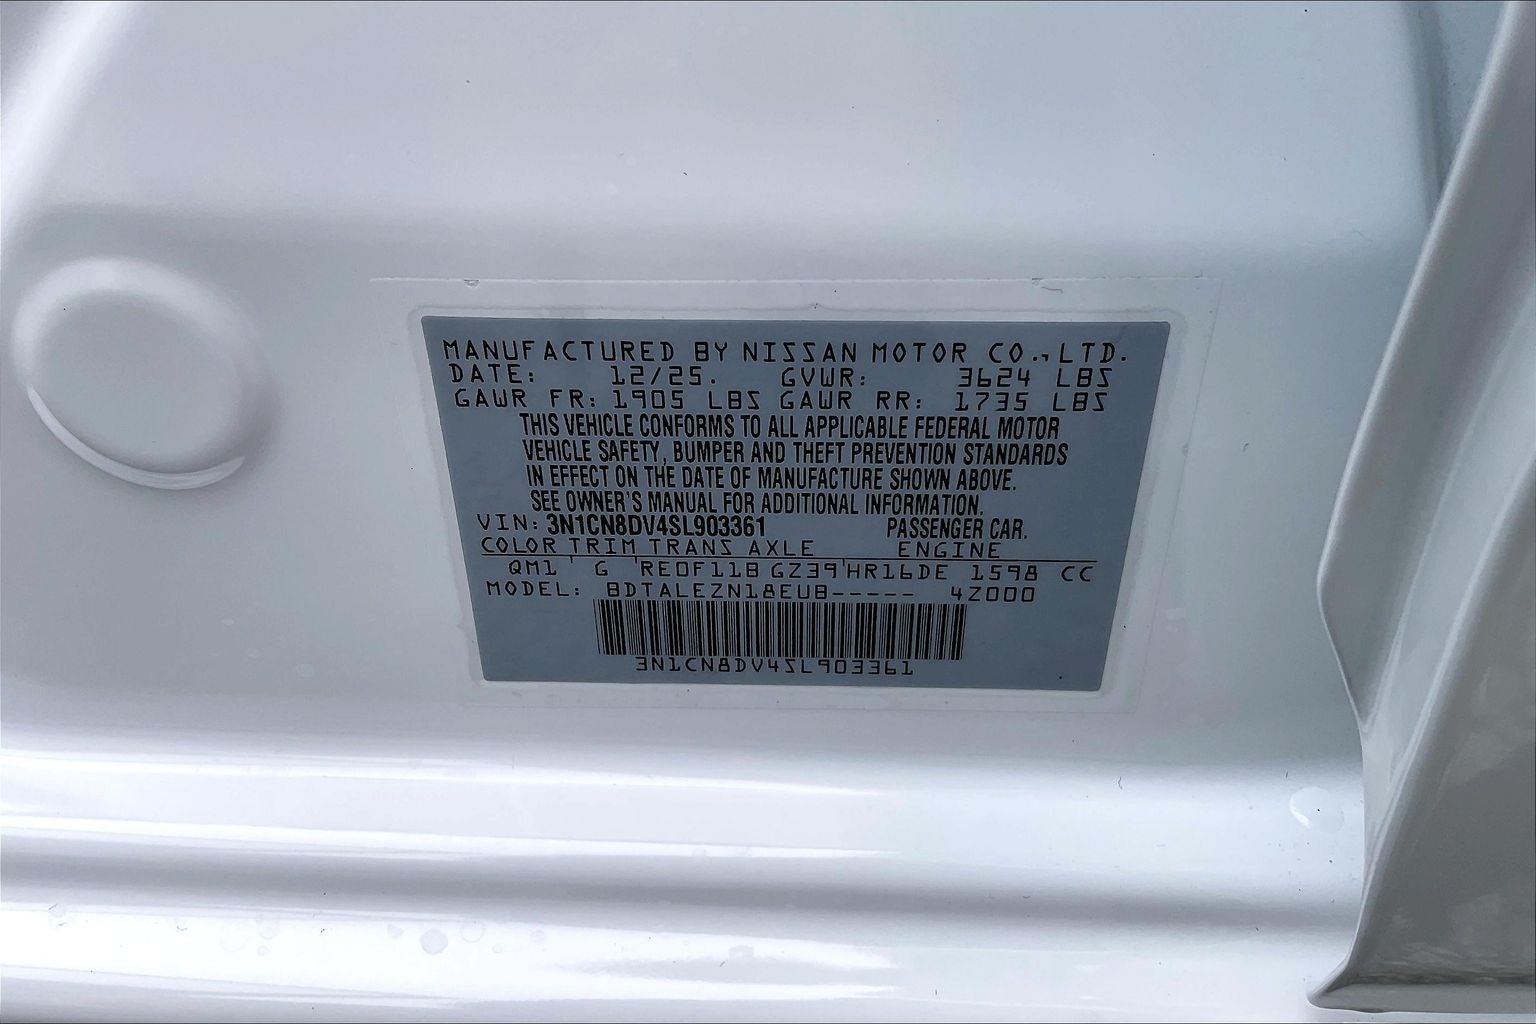 MANUFACTURED BY NISSAN MOTOR CO.,LTD.
DATE: 12/25. GVWR: 3624 LBS
GAWR FR: 1905 LBS GAWR RR: 1735 LBS
THIS VEHICLE CONFORMS TO ALL APPLICABLE FEDERAL MOTOR
VEHICLE SAFETY, BUMPER AND THEFT PREVENTION STANDARDS
IN EFFECT ON THE DATE OF MANUFACTURE SHOWN ABOVE.
SEE OWNER'S MANUAL FOR ADDITIONAL INFORMATION.
VIN: 3N1CN8DV4SL903361 PASSENGER CAR.
COLOR TRIM TRANS AXLE ENGINE
QM1 G RE0F11B GZ39 HR16DE 1598 CC
MODEL: BDTALEZN18EUB----- 4Z000
3N1CN8DV4SL903361